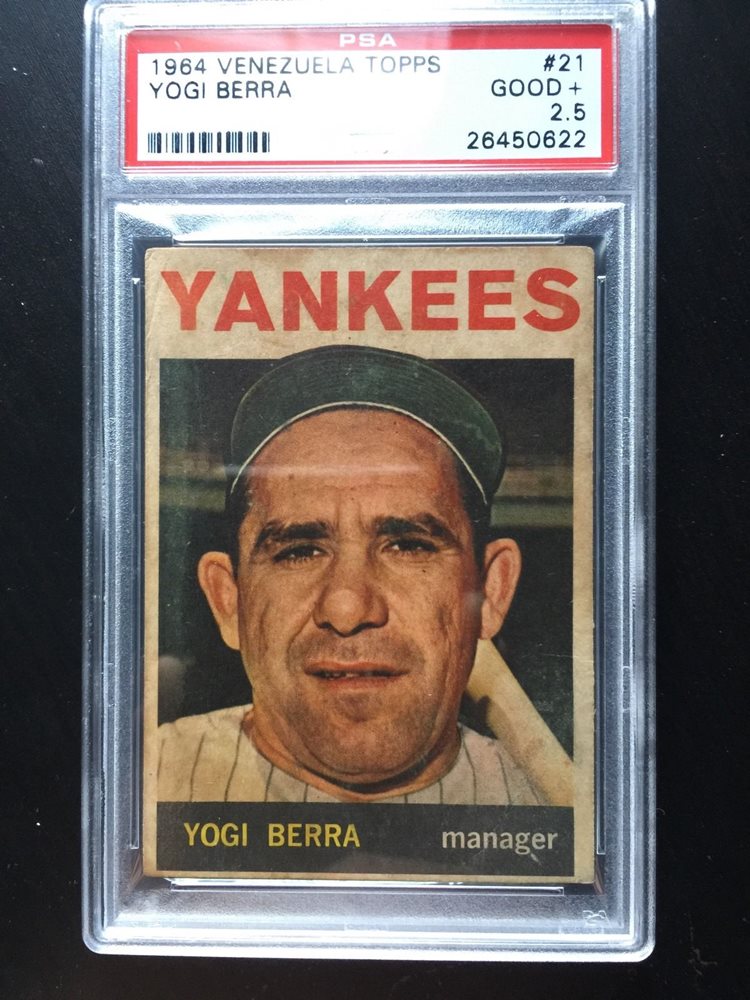 PSA
1964 VENEZUELA TOPPS #21
YOGI BERRA GOOD +
2.5
26450622
YANKEES
YOGI BERRA manager